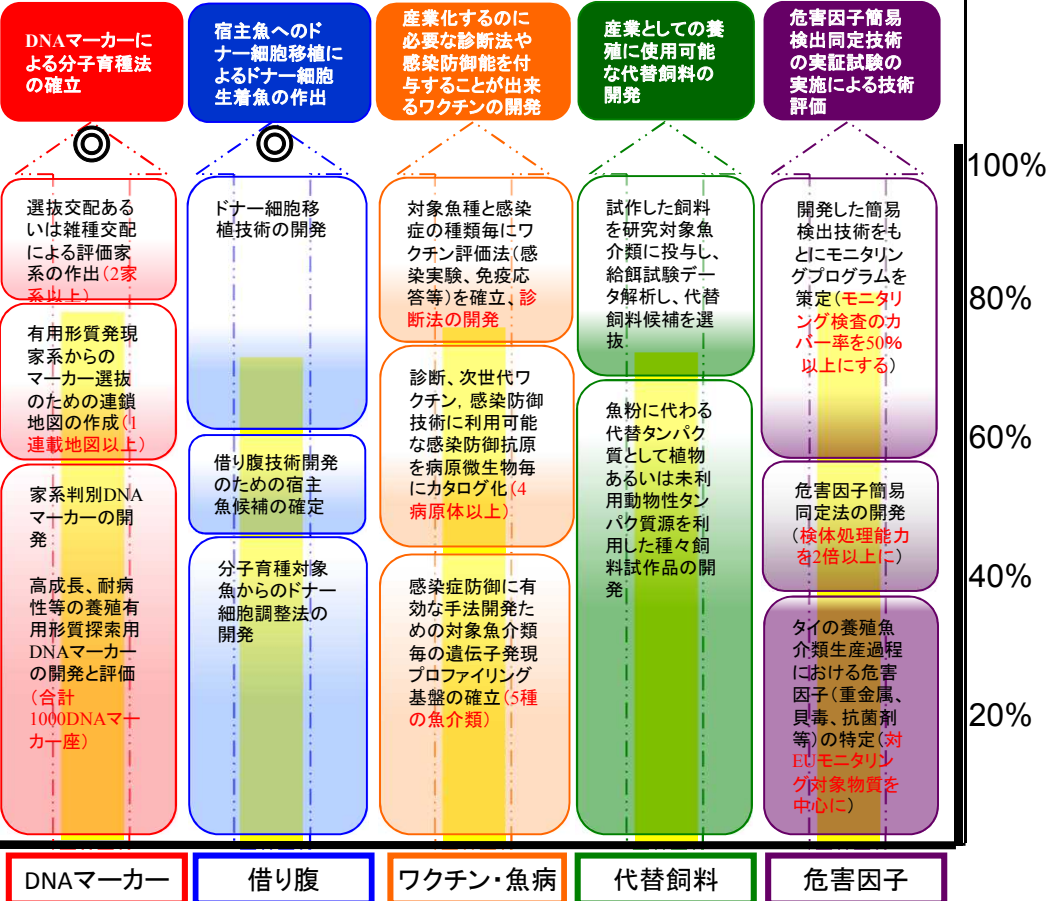 DNAマーカーに
よる分子育種法
の確立
宿主魚へのド
ナー細胞移植に
よるドナー細胞
生着魚の作出
産業化するのに
必要な診断法や
感染防御能を付
与することが出来
るワクチンの開発
産業としての養
殖に使用可能
な代替飼料の
開発
危害因子簡易
検出同定技術
の実証試験の
実施による技術
評価
選抜交配ある
いは雑種交配
による評価家
系の作出(2家
系以上)
有用形質発現
家系からの
マーカー選抜
のための連鎖
地図の作成(1
連載地図以上)
家系判別DNA
マーカーの開
発
高成長、耐病
性等の養殖有
用形質探索用
DNAマーカー
の開発と評価
(合計
1000DNAマー
カー座)
ドナー細胞移
植技術の開発
借り腹技術開発
のための宿主
魚候補の確定
分子育種対象
魚からのドナー
細胞調整法の
開発
対象魚種と感染
症の種類毎にワ
クチン評価法(感
染実験、免疫応
答等)を確立、診
断法の開発
診断、次世代ワ
クチン,感染防御
技術に利用可能
な感染防御抗原
を病原微生物毎
にカタログ化(4
病原体以上)
感染症防御に有
効な手法開発た
めの対象魚介類
毎の遺伝子発現
プロファイリング
基盤の確立(5種
の魚介類)
試作した飼料
を研究対象魚
介類に投与し、
給餌試験デー
タ解析し、代替
飼料候補を選
抜
魚粉に代わる
代替タンパク
質として植物
あるいは未利
用動物性タン
パク質源を利
用した種々飼
料試作品の開
発
開発した簡易
検出技術をも
とにモニタリン
グプログラムを
策定(モニタリ
ング検査のカ
バー率を50%
以上にする)
危害因子簡易
同定法の開発
(検体処理能力
を2倍以上に)
タイの養殖魚
介類生産過程
における危害
因子(重金属、
貝毒、抗菌剤
等)の特定(対
EUモニタリン
グ対象物質を
中心に)
100%
80%
60%
40%
20%
DNAマーカー
借り腹
ワクチン・魚病
代替飼料
危害因子